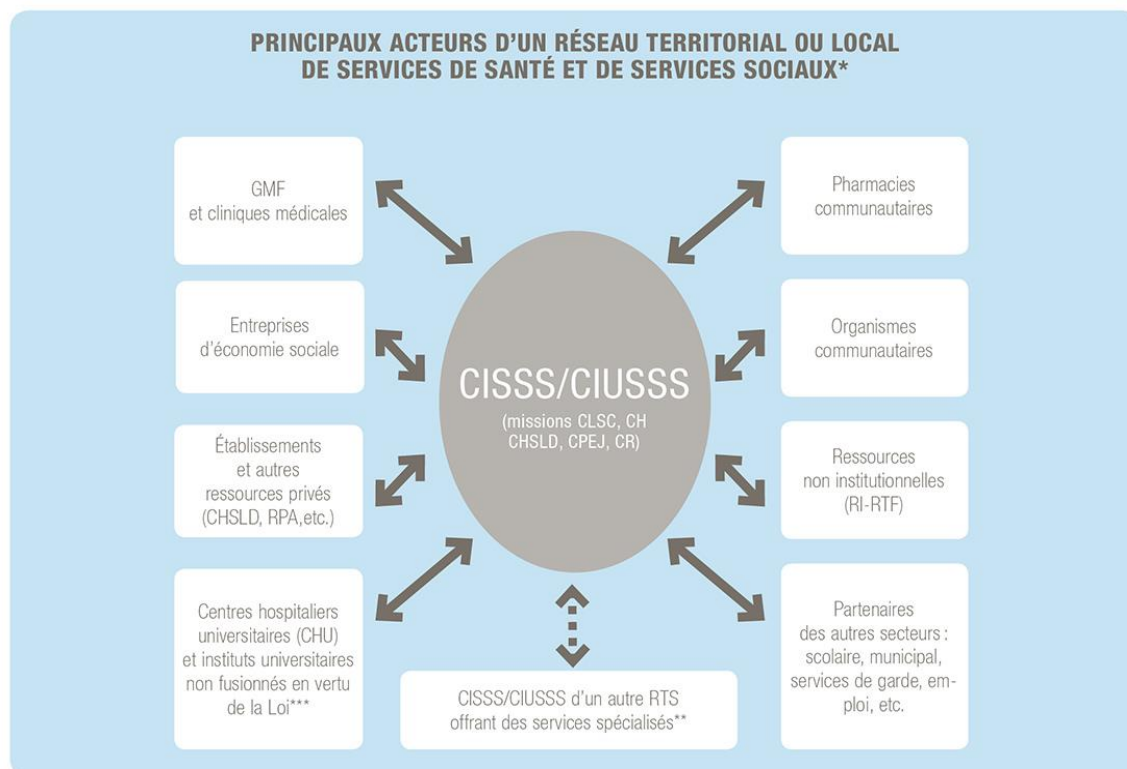 PRINCIPAUX ACTEURS D'UN RÉSEAU TERRITORIAL OU LOCAL
DE SERVICES DE SANTÉ ET DE SERVICES SOCIAUX*
GMF
et cliniques médicales
Entreprises
d'économie sociale
Établissements
et autres
ressources privés
(CHSLD, RPA,etc.)
Centres hospitaliers
universitaires (CHU)
et instituts universitaires
non fusionnés en vertu
de la Loi***
CISSS/CIUSSS
(missions CLSC, CH
CHSLD, CPEJ, CR)
CISSS/CIUSSS d'un autre RTS
offrant des services spécialisés**
Pharmacies
communautaires
Organismes
communautaires
Ressources
non institutionnelles
(RI-RTF)
Partenaires
des autres secteurs :
scolaire, municipal,
services de garde, em-
ploi, etc.